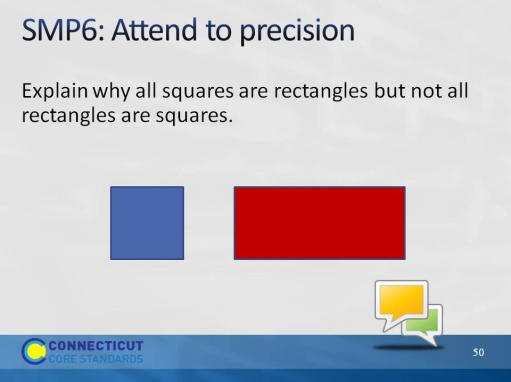 SMP6: Attend to precision
Explain why all squares are rectangles but not all
rectangles are squares.
CONNECTICUT
CORE STANDARDS
50